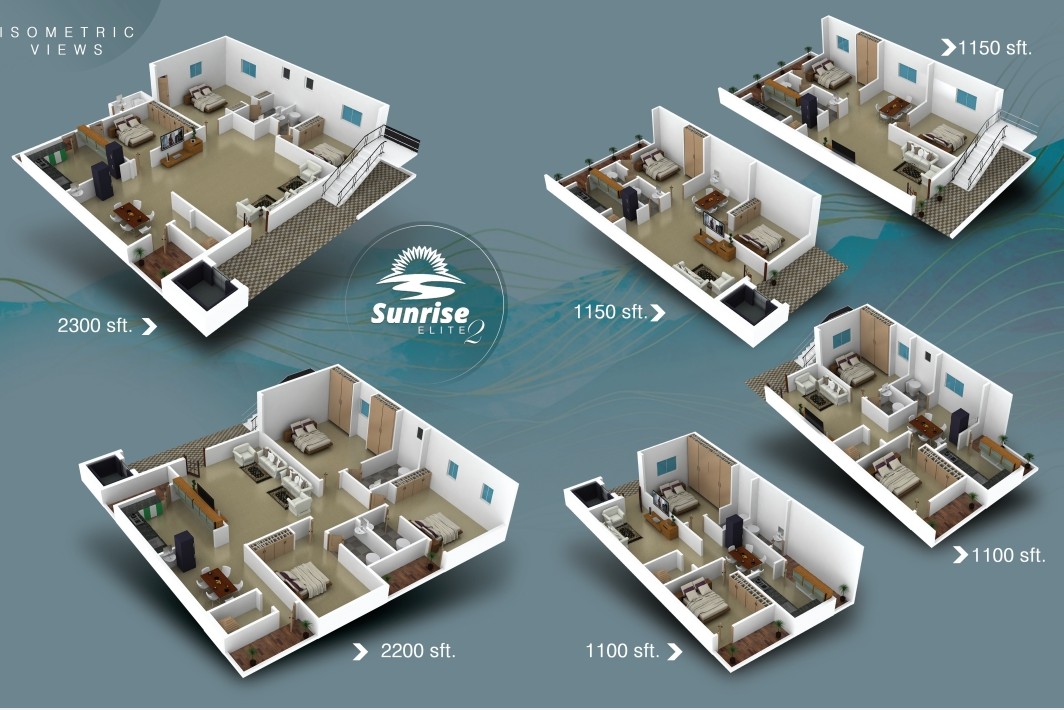 ISOMETRIC
VIEWS
1150 sft.
2300 sft.
Sunrise
ELITE 2
1150 sft.
1100 sft.
2200 sft.
1100 sft.